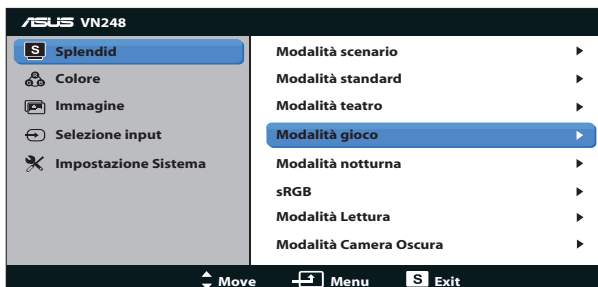 ASUS VN248
S Splendid
Colore
Immagine
Selezione input
Impostazione Sistema
Modalità scenario
Modalità standard
Modalità teatro
Modalità gioco
Modalità notturna
sRGB
Modalità Lettura
Modalità Camera Oscura
Move Menu S Exit